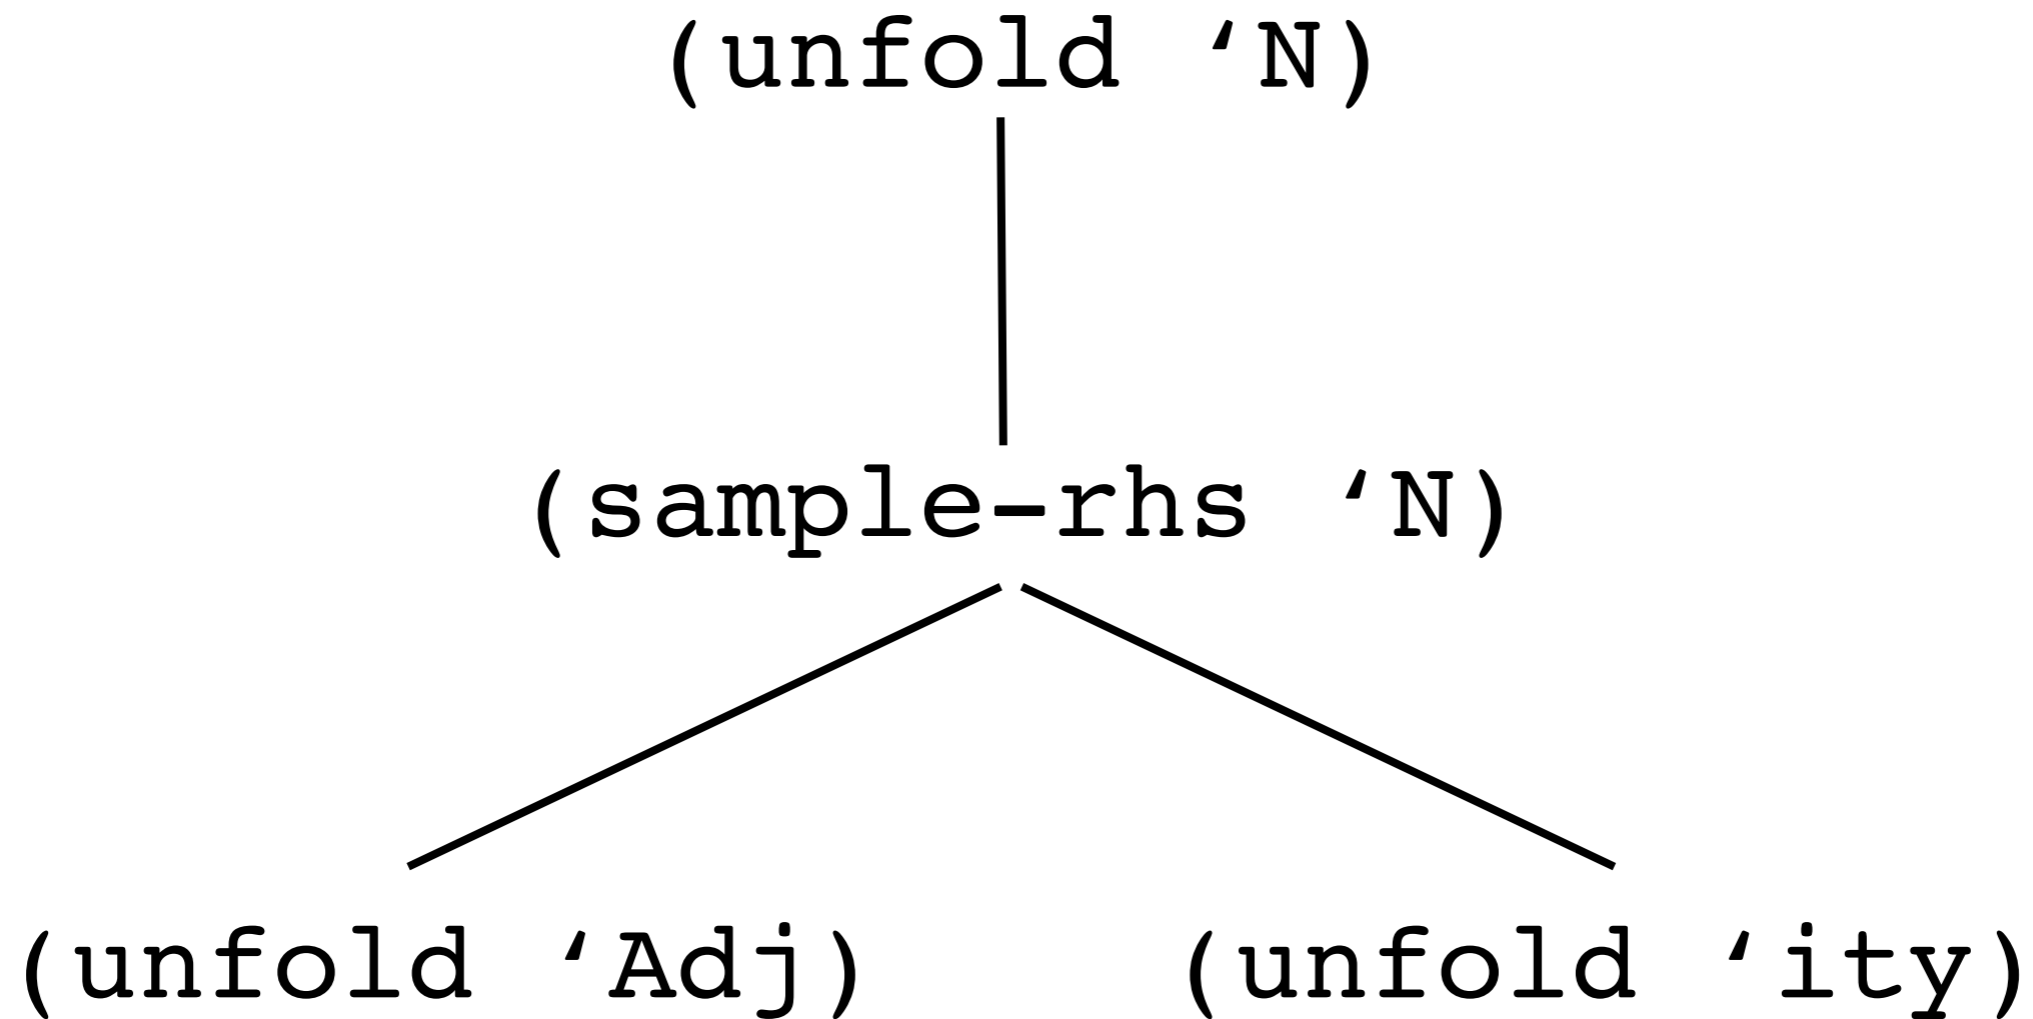 (unfold ‘N)
(sample-rhs ‘N)
(unfold ‘Adj) (unfold ‘ity)